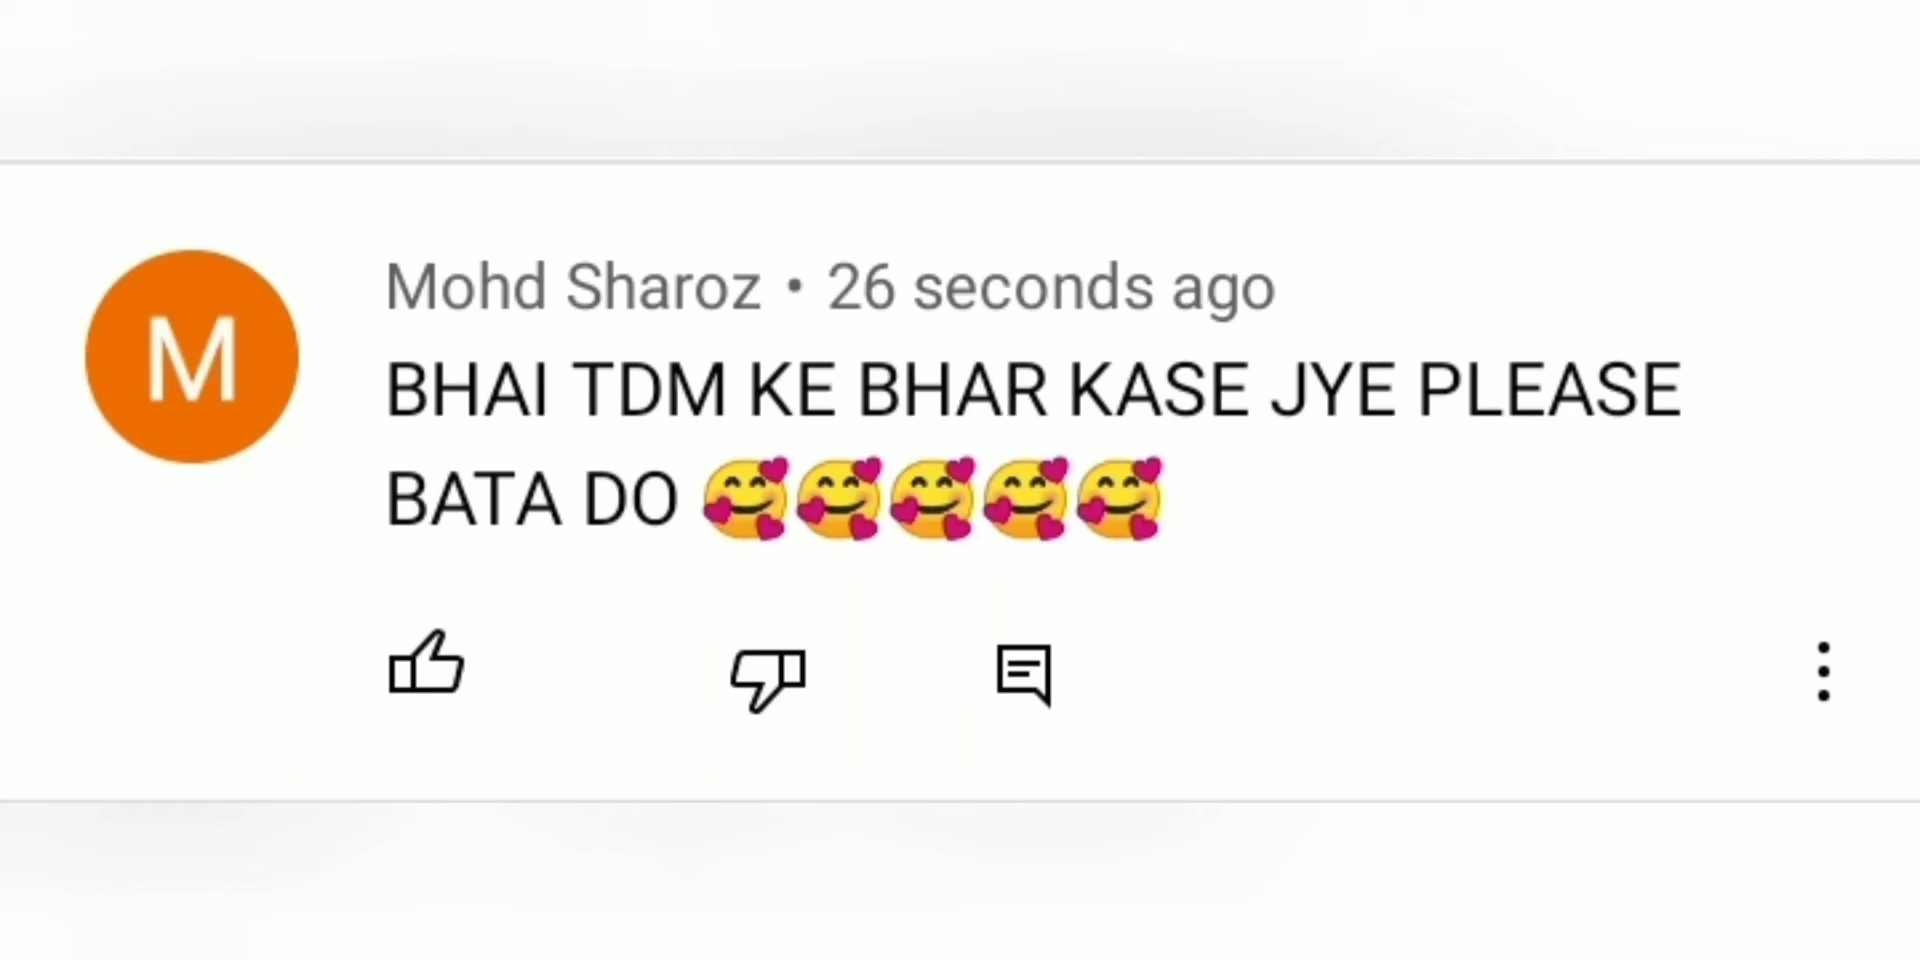 M
Mohd Sharoz • 26 seconds ago
BHAI TDM KE BHAR KASE JYE PLEASE
BATA DO 🥰🥰🥰🥰🥰